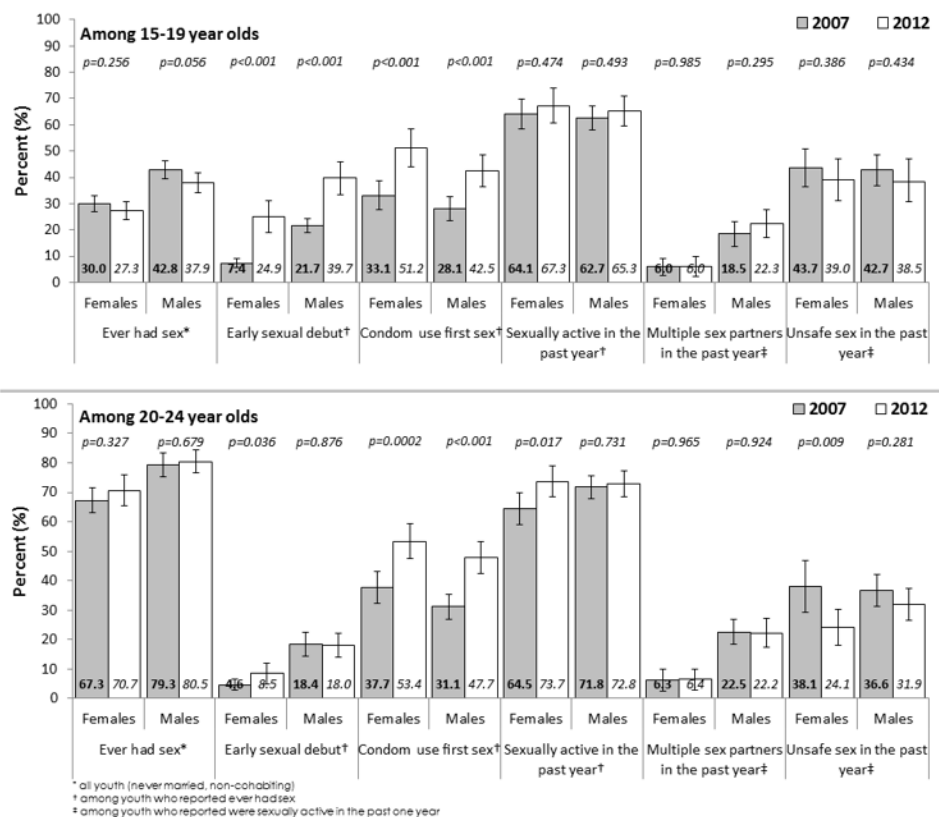 100
90
80
70
60
50
40
30
20
10
0
Percent (%)
Among 15-19 year olds
2007 2012
p=0.256 p=0.056 p<0.001 p<0.001 p<0.001 p<0.001 p=0.474 p=0.493 p=0.985 p=0.295 p=0.386 p=0.434
30.0 27.3 42.8 37.9 7.4 24.9 21.7 39.7 33.1 51.2 28.1 42.5 64.1 67.3 62.7 65.3 6.0 6.0 18.5 22.3 43.7 39.0 42.7 38.5
Females Males Females Males Females Males Females Males Females Males Females Males
Ever had sex* Early sexual debut† Condom use first sex† Sexually active in the Multiple sex partners Unsafe sex in the past
past year† in the past year‡ year‡
100
90
80
70
60
50
40
30
20
10
0
Percent (%)
Among 20-24 year olds
2007 2012
p=0.327 p=0.679 p=0.036 p=0.876 p=0.0002 p<0.001 p=0.017 p=0.731 p=0.965 p=0.924 p=0.009 p=0.281
67.3 70.7 79.3 80.5 4.6 8.5 18.4 18.0 37.7 53.4 31.1 47.7 64.5 73.7 71.8 72.8 6.3 6.4 22.5 22.2 38.1 24.1 36.6 31.9
Females Males Females Males Females Males Females Males Females Males Females Males
Ever had sex* Early sexual debut† Condom use first sex† Sexually active in the Multiple sex partners Unsafe sex in the past
past year† in the past year‡ year‡
* all youth (never married, non-cohabiting)
† among youth who reported ever had sex
‡ among youth who reported were sexually active in the past one year